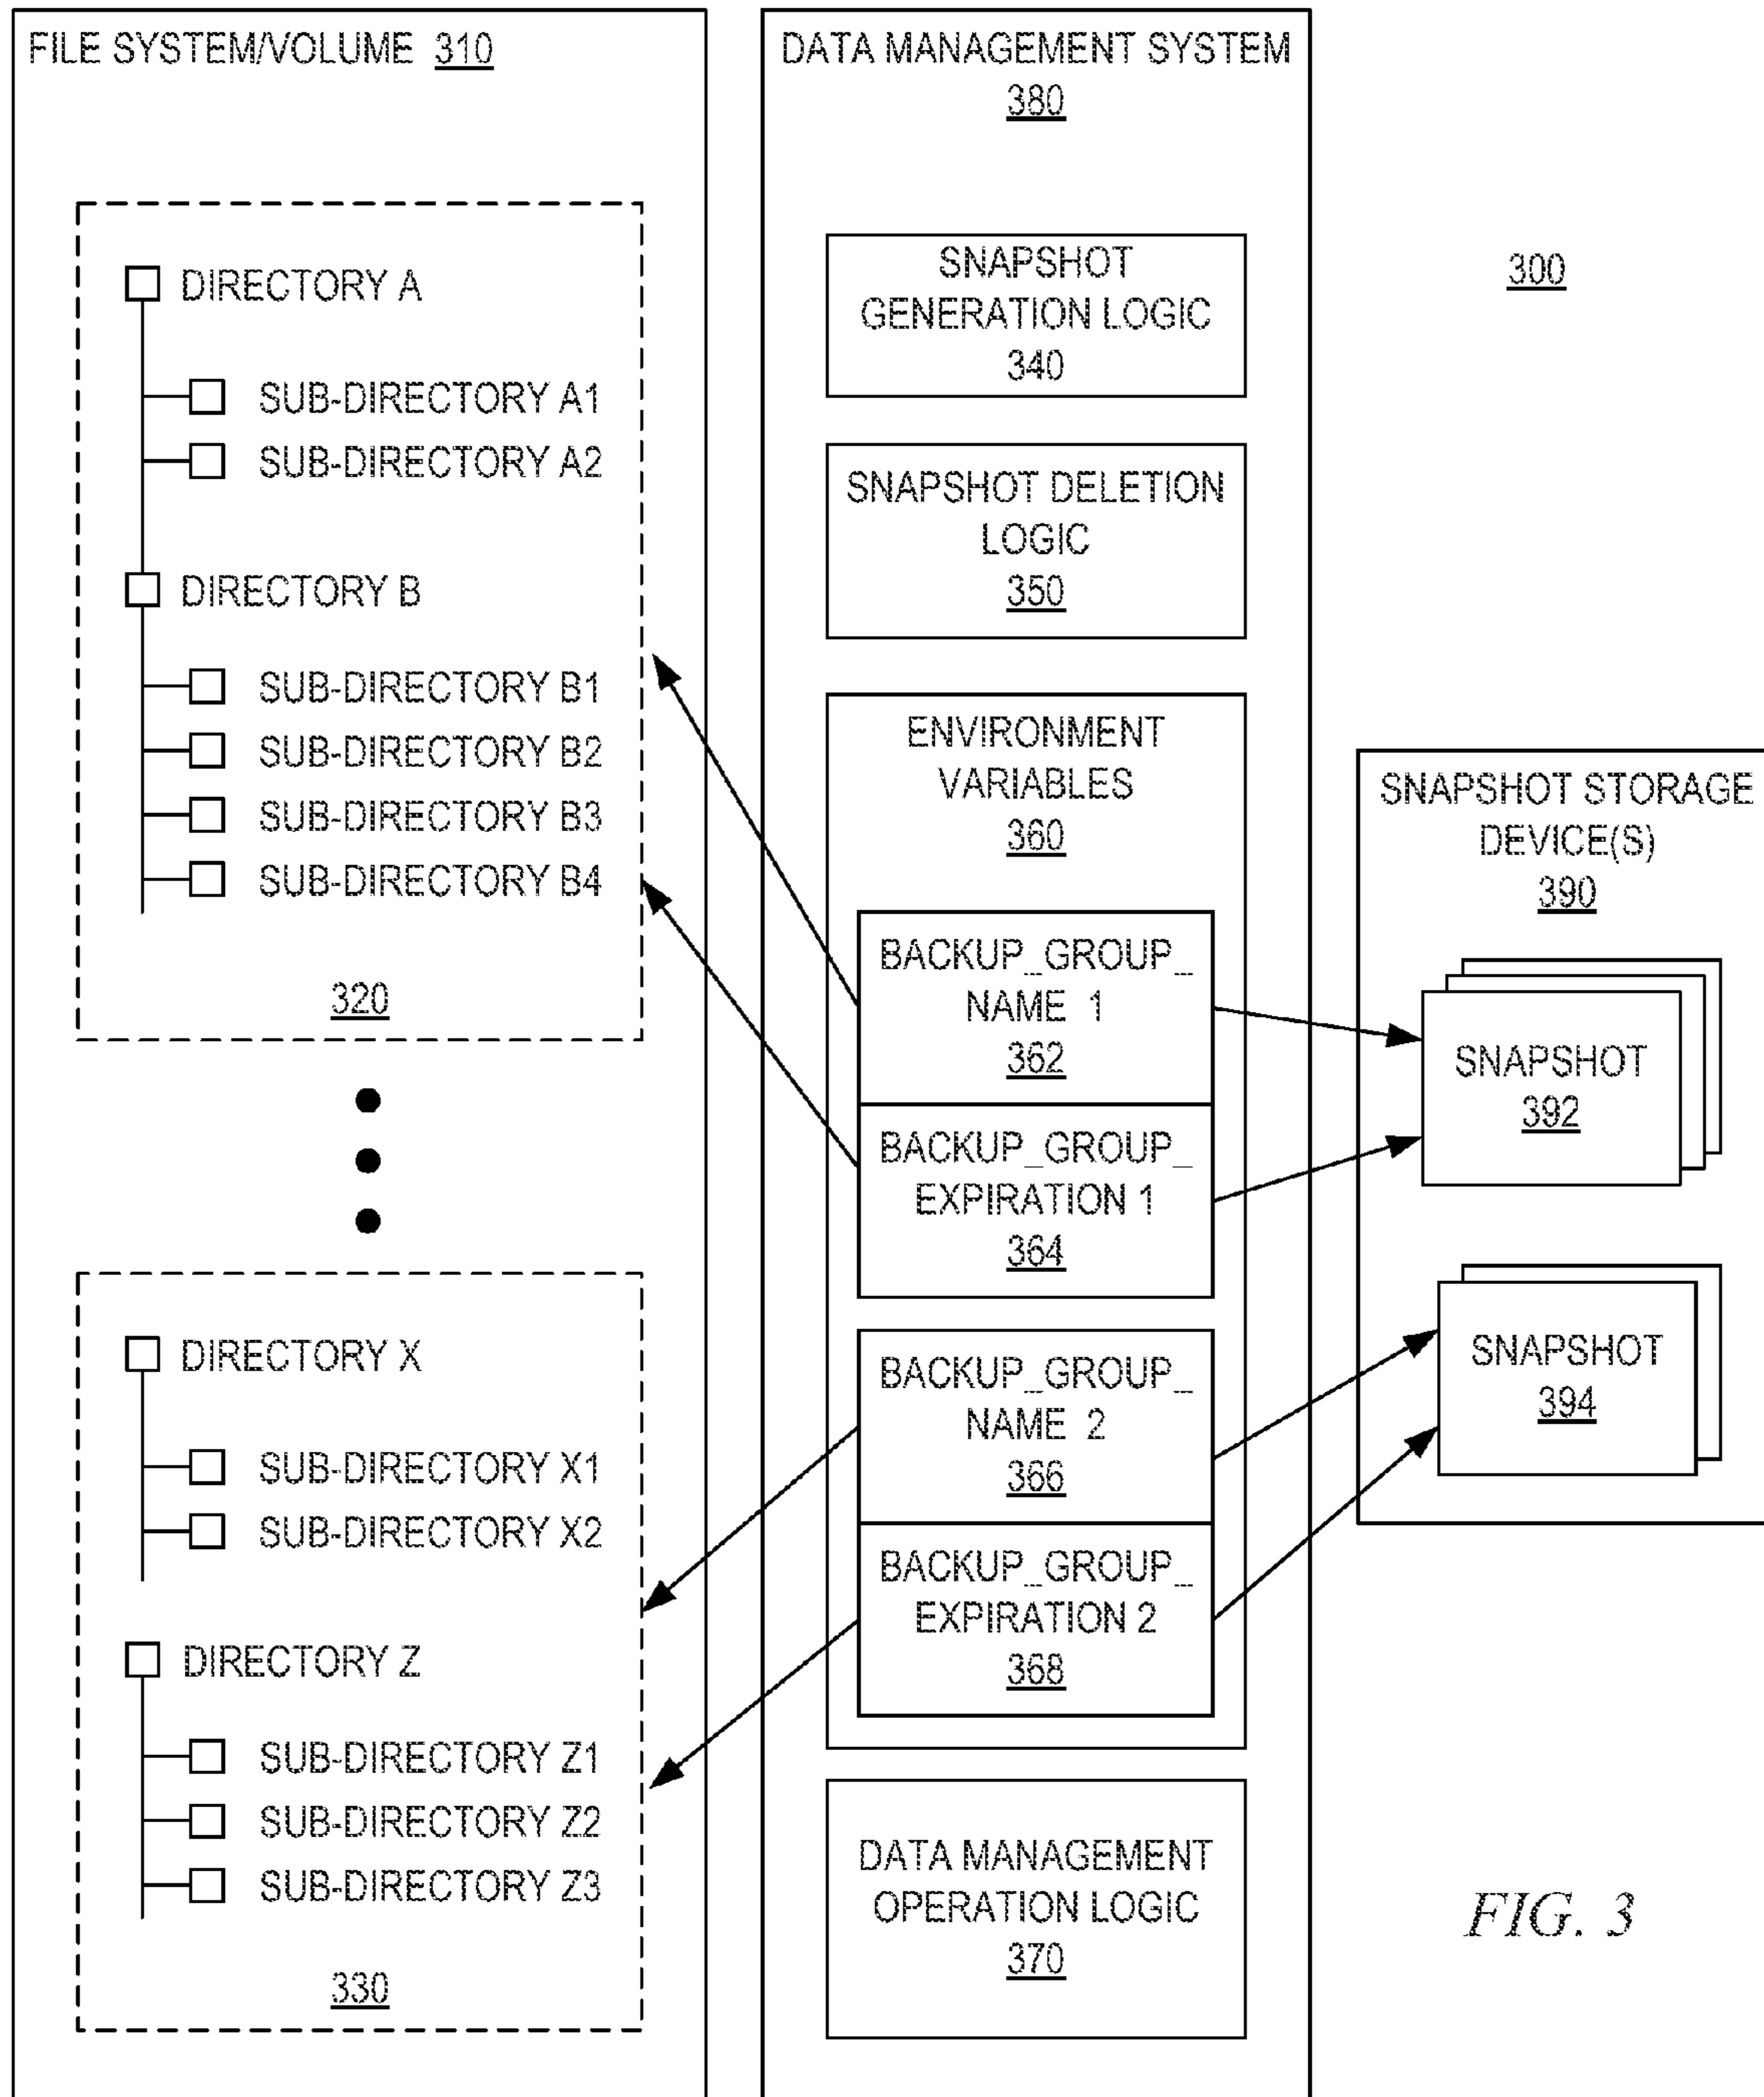 FILE SYSTEM/VOLUME 310
DIRECTORY A
SUB-DIRECTORY A1
SUB-DIRECTORY A2
DIRECTORY B
SUB-DIRECTORY B1
SUB-DIRECTORY B2
SUB-DIRECTORY B3
SUB-DIRECTORY B4
320
DIRECTORY X
SUB-DIRECTORY X1
SUB-DIRECTORY X2
DIRECTORY Z
SUB-DIRECTORY Z1
SUB-DIRECTORY Z2
SUB-DIRECTORY Z3
330
DATA MANAGEMENT SYSTEM
380
SNAPSHOT
GENERATION LOGIC
340
SNAPSHOT DELETION
LOGIC
350
ENVIRONMENT
VARIABLES
360
BACKUP_GROUP_
NAME 1
362
BACKUP_GROUP_
EXPIRATION 1
364
BACKUP_GROUP_
NAME 2
366
BACKUP_GROUP_
EXPIRATION 2
368
DATA MANAGEMENT
OPERATION LOGIC
370
300
SNAPSHOT STORAGE
DEVICE(S)
390
SNAPSHOT
392
SNAPSHOT
394
FIG. 3